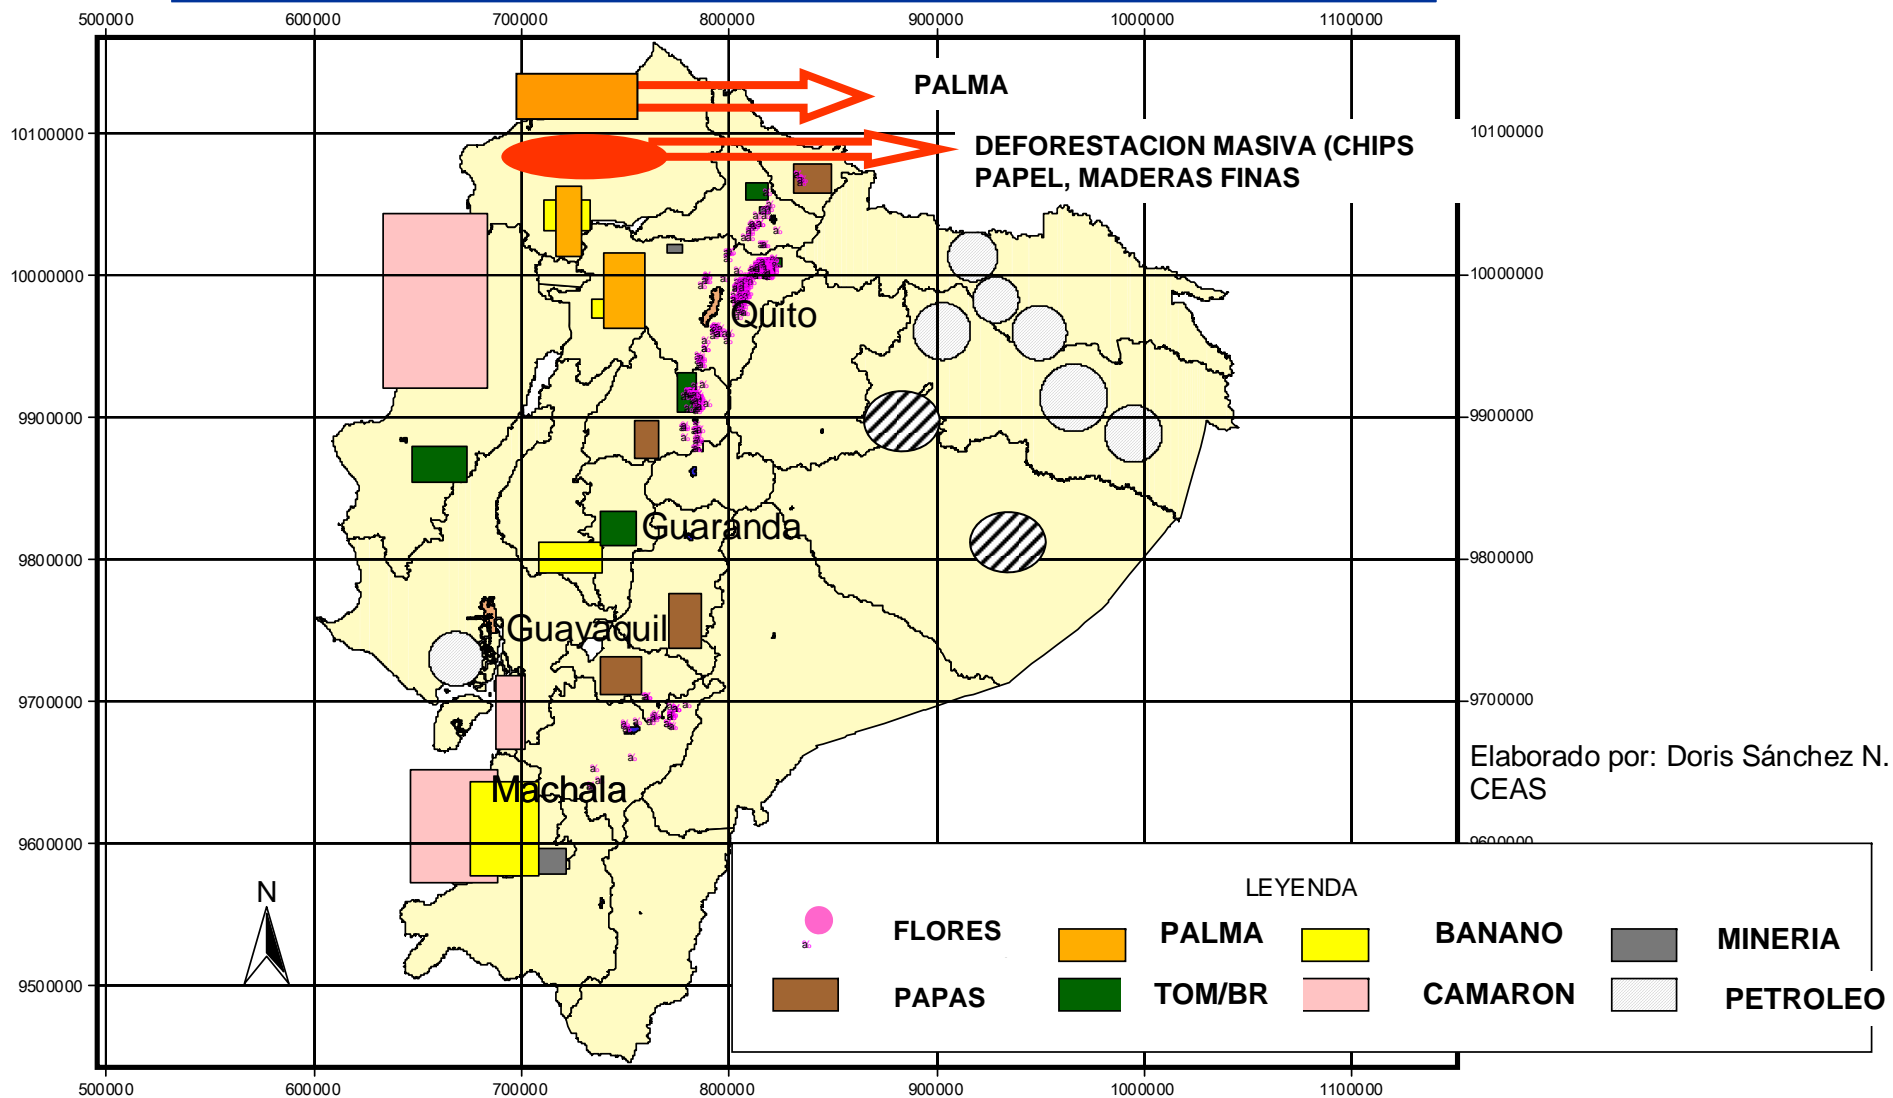 500000 600000 700000 800000 900000 1000000 1100000
PALMA
10100000 10100000
DEFORESTACION MASIVA (CHIPS
PAPEL, MADERAS FINAS
10000000 10000000
Quito
9900000 9900000
Guaranda
9800000 9800000
Guayaquil
9700000 9700000
Elaborado por: Doris Sánchez N.
CEAS
Machala
9600000 9600000
N
LEYENDA
FLORES PALMA BANANO MINERIA
PAPAS TOM/BR CAMARON PETROLEO
9500000
500000 600000 700000 800000 900000 1000000 1100000